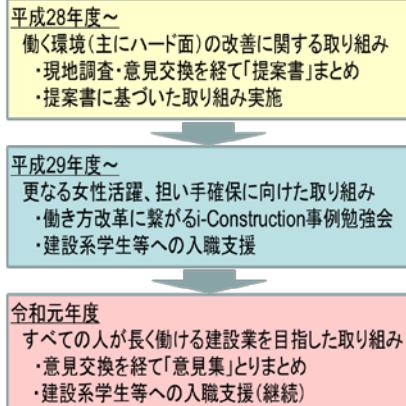 平成28年度~
働く環境(主にハード面)の改善に関する取り組み
・現地調査・意見交換を経て「提案書」まとめ
・提案書に基づいた取り組み実施
平成29年度~
更なる女性活躍、担い手確保に向けた取り組み
・働き方改革に繋がるi-Construction事例勉強会
・建設系学生等への入職支援
令和元年度
すべての人が長く働ける建設業を目指した取り組み
・意見交換を経て「意見集」とりまとめ
・建設系学生等への入職支援(継続)